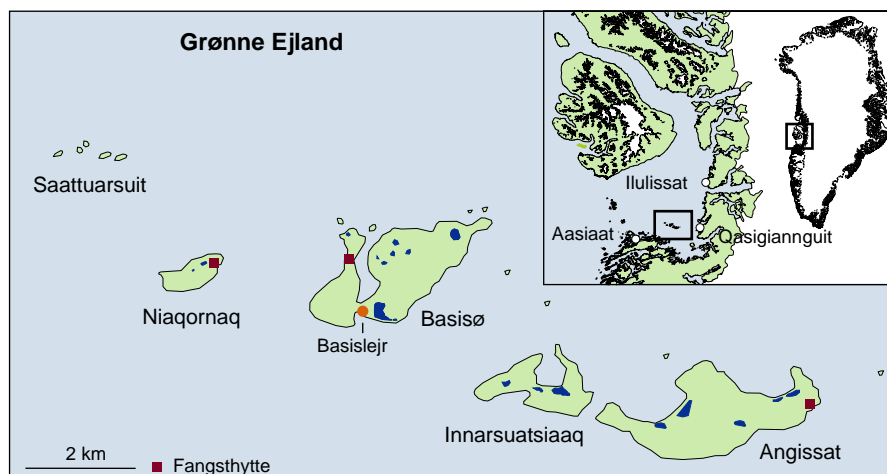 Grønne Ejland
Saattuarsuit
Ilulissat
Aasiaat
Qasigiannguit
Niaqornaq
Basisø
Basislejr
Innarsuatsiaaq
Angissat
2 km
Fangsthytte